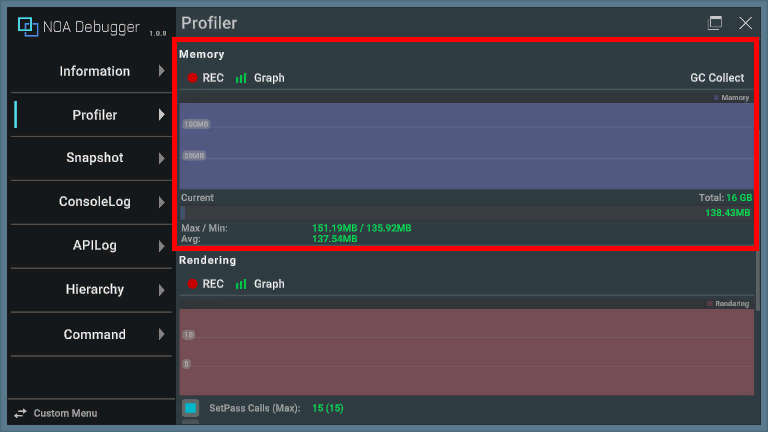 NOA Debugger 1.0.0
Profiler
Information
Profiler
Snapshot
ConsoleLog
APILog
Hierarchy
Command
Custom Menu
Memory
REC Graph GC Collect
Memory
100MB
50MB
Current Total: 16 GB
138.43MB
Max / Min: 151.19MB / 135.92MB
Avg: 137.54MB
Rendering
REC Graph
Rendering
10
5
SetPass Calls (Max): 15 (15)